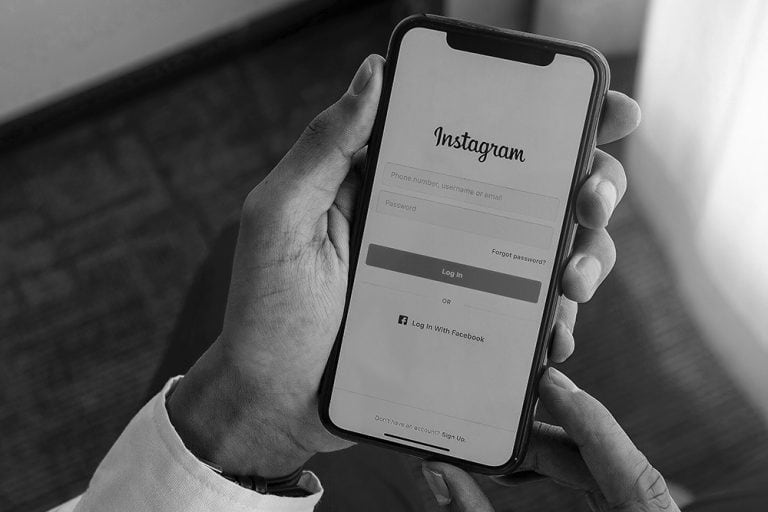 Instagram
Phone number, username or email
Password
Forgot password?
Log In
OR
Log In With Facebook
Don't have an account? Sign Up.